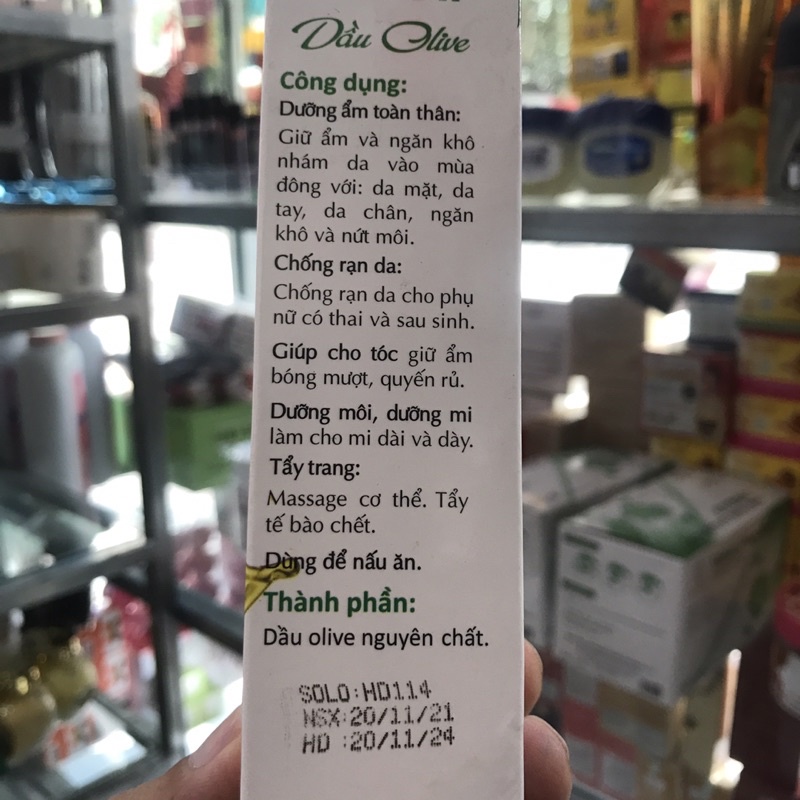 Dầu Olive
Công dụng:
Dưỡng ẩm toàn thân:
Giữ ẩm và ngăn khô
nhám da vào mùa
đông với: da mặt, da
tay, da chân, ngăn
khô và nứt môi.
Chống rạn da:
Chống rạn da cho phụ
nữ có thai và sau sinh.
Giúp cho tóc giữ ẩm
bóng mượt, quyến rủ.
Dưỡng môi, dưỡng mi
làm cho mi dài và dày.
Tẩy trang:
Massage cơ thể. Tẩy
tế bào chết.
Dùng để nấu ăn.
Thành phần:
Dầu olive nguyên chất.
SOLO:HD114
NSX:20/11/21
HD :20/11/24